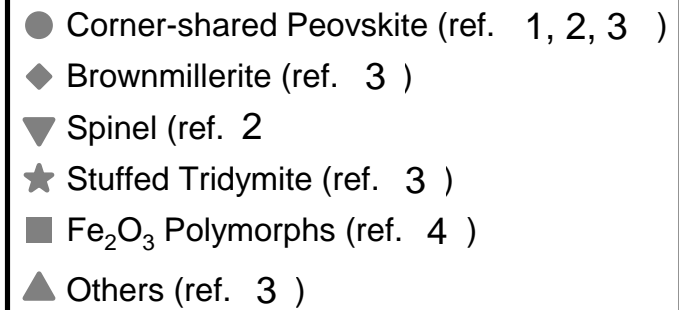 Corner-shared Peovskite (ref. 1, 2, 3 )
Brownmillerite (ref. 3 )
Spinel (ref. 2
Stuffed Tridymite (ref. 3 )
Fe₂O₃ Polymorphs (ref. 4 )
Others (ref. 3 )